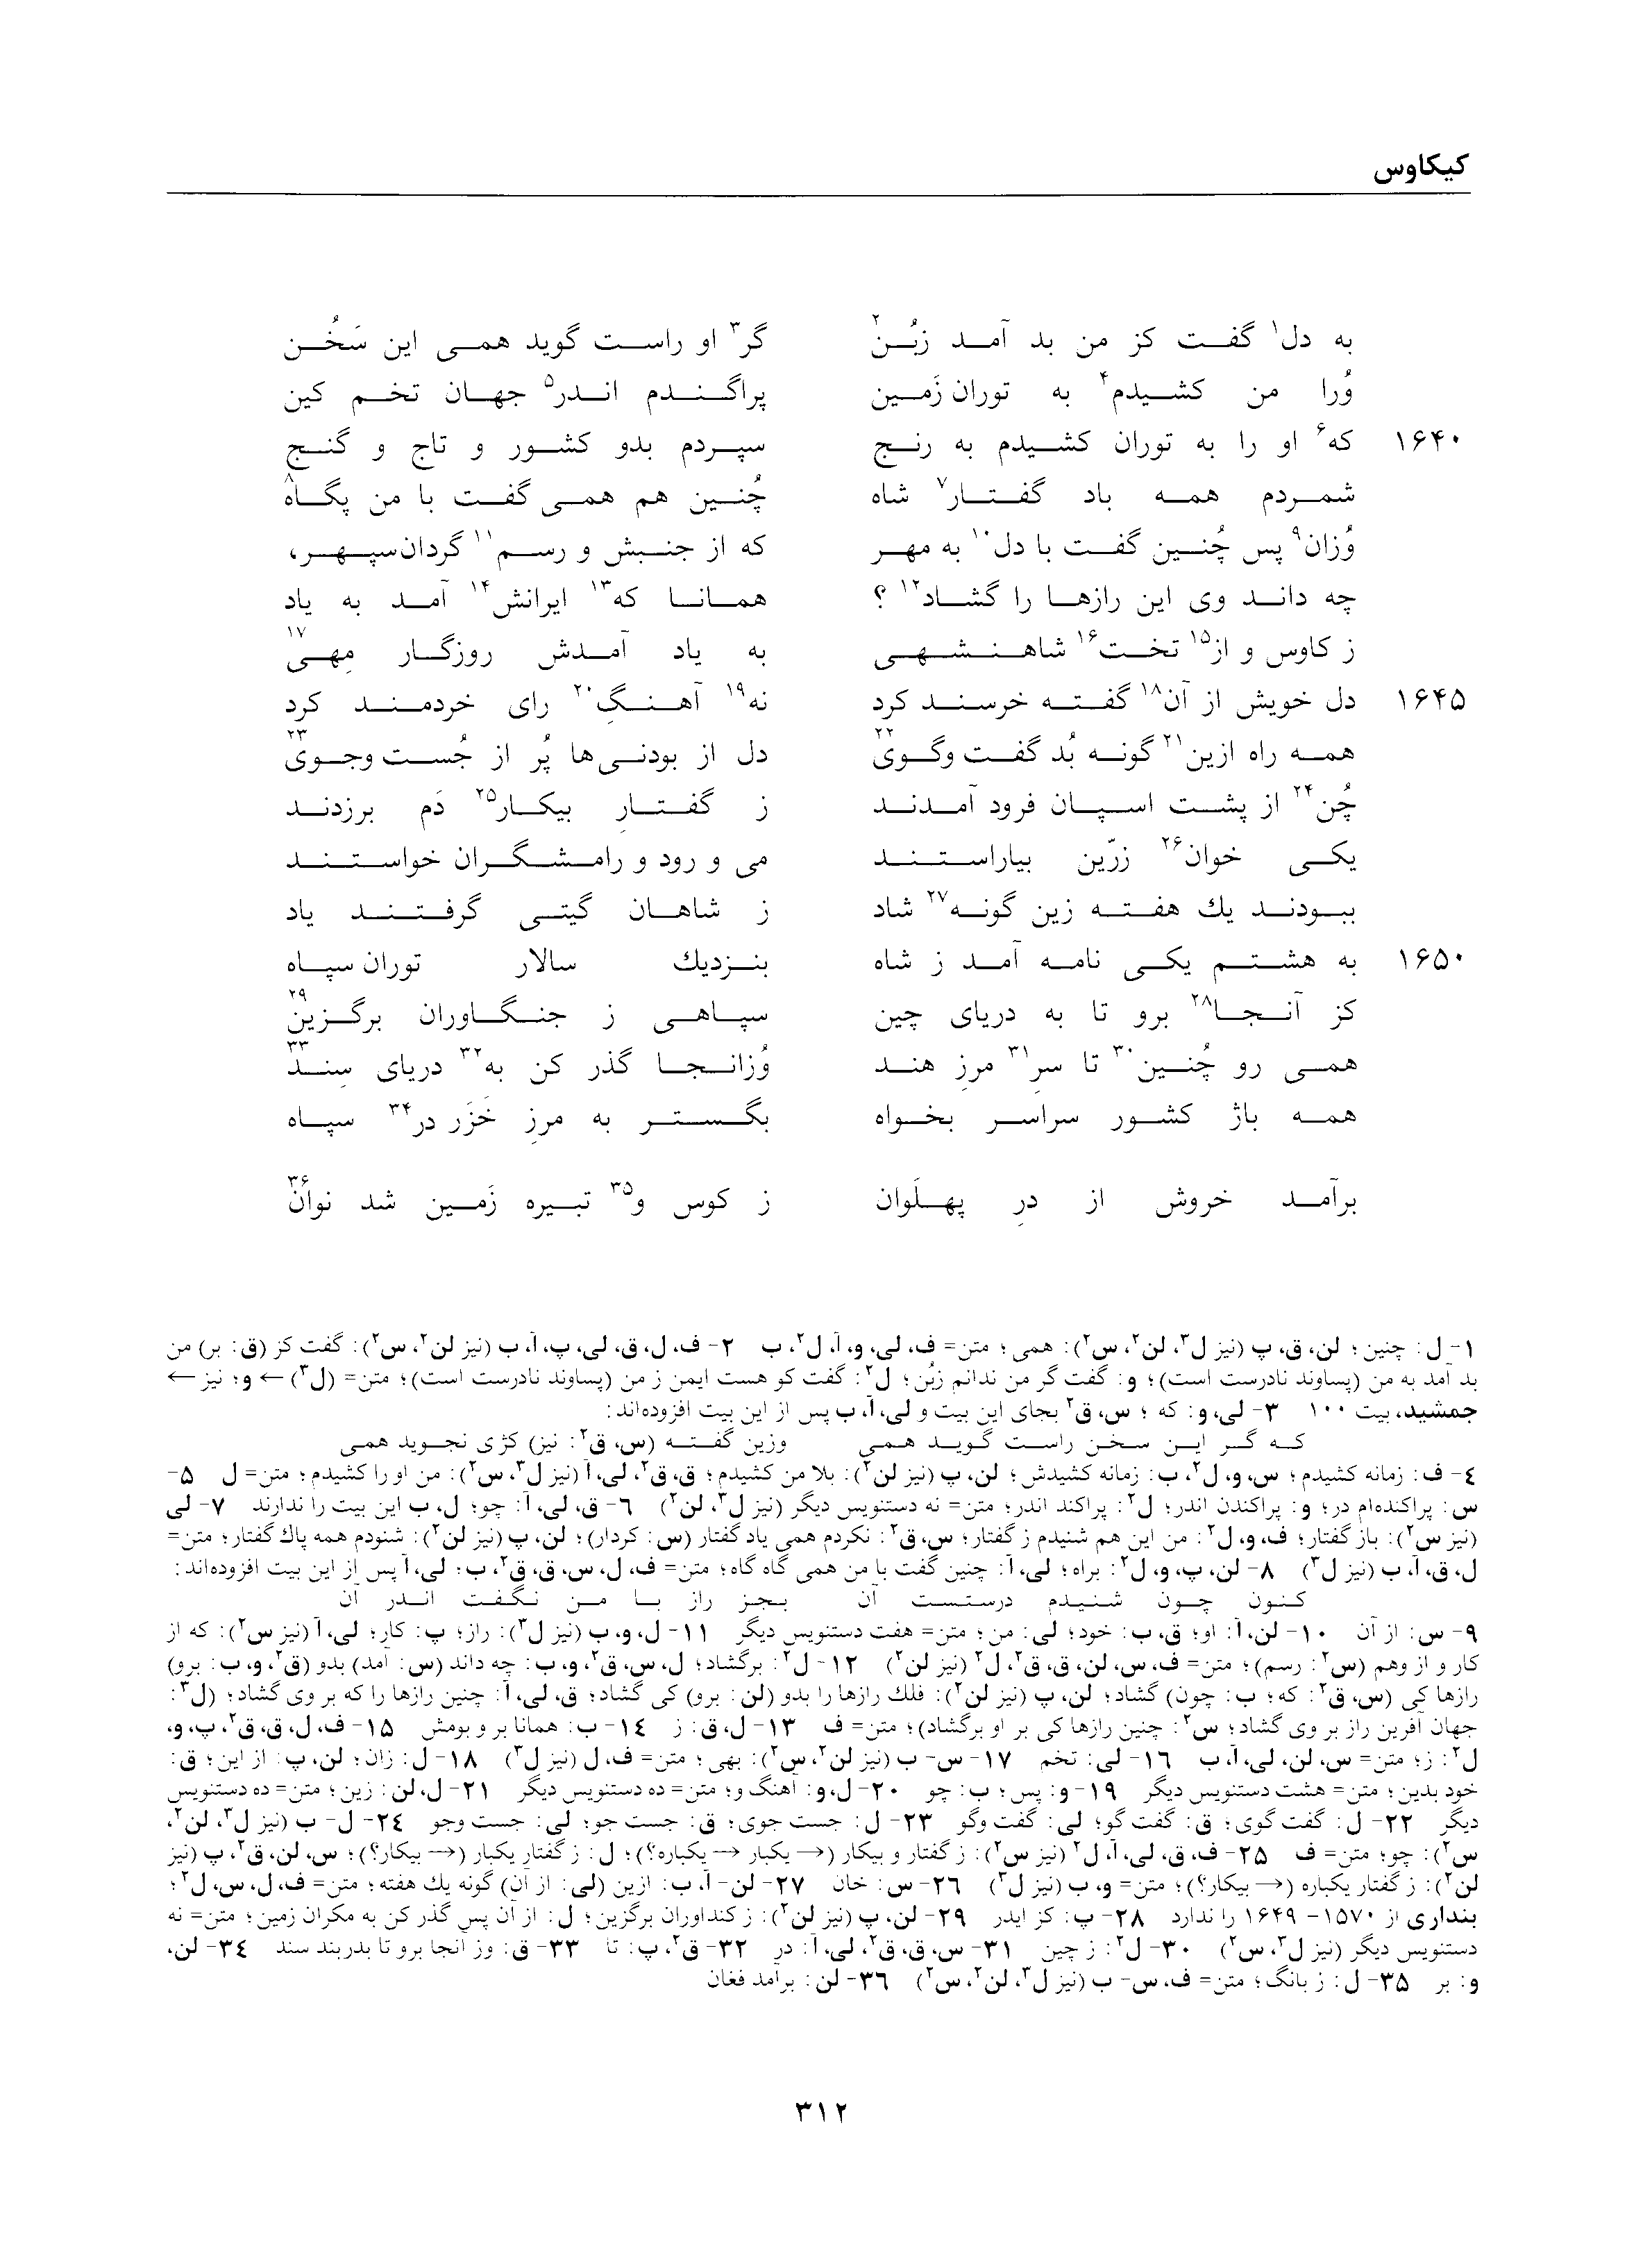 کیکاوس
به دل¹ گفت کز من بد آمد زبُن² گر³ او راست گوید همی این سَخُن
وُرا من کشیدم⁴ به توران زَمین پراگندم اندر⁵ جهان تخم کین
۱۶۴۰ که⁶ او را به توران کشیدم به رنج سپردم بدو کشور و تاج و گنج
شمردم همه باد گفتار⁷ شاه چُنین هم همی گفت با من پگاه⁸
وُزان⁹ پس چُنین گفت با دل¹⁰ به مهر که از جنبش و رسم¹¹ گردان سپهر،
چه داند وی این رازها را گشاد¹² ؟ همانا که¹³ ایرانش¹⁴ آمد به یاد
ز کاوس و از¹⁵ تخت¹⁶ شاهنشهی به یاد آمدش روزگار مِهی¹⁷
۱۶۴۵ دل خویش از آن¹⁸ گفته خرسند کرد نه¹⁹ آهنگِ²⁰ رای خردمند کرد
همه راه ازین²¹ گونه بُد گفت وگوی²² دل از بودنی‌ها پُر از جُست وجوی²³
چُن²⁴ از پشت اسپان فرود آمدند ز گفتارِ بیکار²⁵ دَم برزدند
یکی خوان²⁶ زرّین بیاراستند می و رود و رامشگران خواستند
ببودند یك هفته زین گونه²⁷ شاد ز شاهان گیتی گرفتند یاد
۱۶۵۰ به هشتم یکی نامه آمد ز شاه بنزدیك سالار توران سپاه
کز آنجا²⁸ برو تا به دریای چین سپاهی ز جنگاوران برگزین²⁹
همی رو چُنین³⁰ تا سرِ³¹ مرزِ هند وُزانجا گذر کن به³² دریای سِند³³
همه باژ کشور سراسر بخواه بگستر به مرزِ خَزَر در³⁴ سپاه
برآمد خروش از درِ پهلَوان ز کوس و³⁵ تبیره زَمین شد نوان³⁶
۱- ل: چنین؛ لن، ق، پ (نیز ل³، لن²، س²): همی؛ متن= ف، لی، و، آ، ل²، ب ۲- ف، ل، ق، لی، پ، آ، ب (نیز لن²، س²): گفت کز (ق: بر) من
بد آمد به من (پساوند نادرست است)؛ و: گفت گر من ندانم زبُن؛ ل²: گفت کو هست ایمن ز من (پساوند نادرست است)؛ متن= (ل³) ← و؛ نیز ←
جمشید، بیت ۱۰۰ ۳- لی، و: که؛ س، ق² بجای این بیت و لی، آ، ب پس از این بیت افزوده‌اند:
که گر این سخن راست گوید همی وزین گفته (س، ق²: نیز) کژی نجوید همی
٤- ف: زمانه کشیدم؛ س، و، ل²، ب: زمانه کشیدش؛ لن، پ (نیز لن²): بلا من کشیدم؛ ق، ق²، لی، آ (نیز ل³، س²): من او را کشیدم؛ متن= ل ۵-
س: پراکنده‌ام در؛ و: پراکندن اندر؛ ل²: پراکند اندر؛ متن= نه دستنویس دیگر (نیز ل³، لن²) ٦- ق، لی، آ: چو؛ ل، ب این بیت را ندارند ۷- لی
(نیز س²): باز گفتار؛ ف، و، ل²: من این هم شنیدم ز گفتار؛ س، ق²: نکردم همی یاد گفتار (س: کردار)؛ لن، پ (نیز لن²): شنودم همه پاك گفتار؛ متن=
ل، ق، آ، ب (نیز ل³) ۸- لن، پ، و، ل²: براه؛ لی، آ: چنین گفت با من همی گاه گاه؛ متن= ف، ل، س، ق، ق²، ب؛ لی، آ پس از این بیت افزوده‌اند:
کنون چون شنیدم درستست آن بجز راز با من نگفت اندر آن
۹- س: از آن ۱۰- لن، آ: او؛ ق، ب: خود؛ لی: من؛ متن= هفت دستنویس دیگر ۱۱- ل، و، ب (نیز ل³): راز؛ پ: کار؛ لی، آ (نیز س²): که از
کار و از وهم (س²: رسم)؛ متن= ف، س، لن، ق، ق²، ل² (نیز لن²) ۱۲- ل²: برگشاد؛ ل، س، ق²، و، ب: چه داند (س: آمد) بدو (ق²، و، ب: برو)
رازها کی (س، ق²: که؛ ب: چون) گشاد؛ لن، پ (نیز لن²): فلك رازها را بدو (لن: برو) کی گشاد؛ ق، لی، آ: چنین رازها را که بر وی گشاد؛ (ل³:
جهان آفرین راز بر وی گشاد؛ س²: چنین رازها کی بر او برگشاد)؛ متن= ف ۱۳- ل، ق: ز ۱٤- ب: همانا بر و بومش ۱۵- ف، ل، ق، ق²، پ، و،
ل²: ز؛ متن= س، لن، لی، آ، ب ۱٦- لی: تخم ۱۷- س- ب (نیز لن²، س²): بهی؛ متن= ف، ل (نیز ل³) ۱۸- ل: زان؛ لن، پ: از این؛ ق:
خود بدین؛ متن= هشت دستنویس دیگر ۱۹- و: پس؛ ب: چو ۲۰- ل، و: آهنگ و؛ متن= ده دستنویس دیگر ۲۱- ل، لن: زین؛ متن= ده دستنویس
دیگر ۲۲- ل: گفت گوی؛ ق: گفت گو؛ لی: گفت وگو ۲۳- ل: جست جوی؛ ق: جست جو؛ لی: جست وجو ۲٤- ل- ب (نیز ل³، لن²،
س²): چو؛ متن= ف ۲۵- ف، ق، لی، آ، ل² (نیز س²): ز گفتار و بیکار (→ یکبار → یکباره؟)؛ ل: ز گفتارِ یکبار (→ بیکار؟)؛ س، لن، ق²، پ (نیز
لن²): ز گفتار یکباره (→ بیکار؟)؛ متن= و، ب (نیز ل³) ۲٦- س: خان ۲۷- لن- آ، ب: ازین (لی: از آن) گونه یك هفته؛ متن= ف، ل، س، ل²؛
بنداری از ۱۵۷۰- ۱۶۴۹ را ندارد ۲۸- پ: کز ایدر ۲۹- لن، پ (نیز لن²): ز کنداوران برگزین؛ ل: از آن پس گذر کن به مکران زمین؛ متن= نه
دستنویس دیگر (نیز ل³، س²) ۳۰- ل²: ز چین ۳۱- س، ق، ق²، لی، آ: در ۳۲- ق²، پ: تا ۳۳- ق: وز آنجا برو تا بدربند سند ۳٤- لن،
و: بر ۳۵- ل: ز بانگ؛ متن= ف، س- ب (نیز ل³، لن²، س²) ۳٦- لن: برآمد فغان
۳۱۲